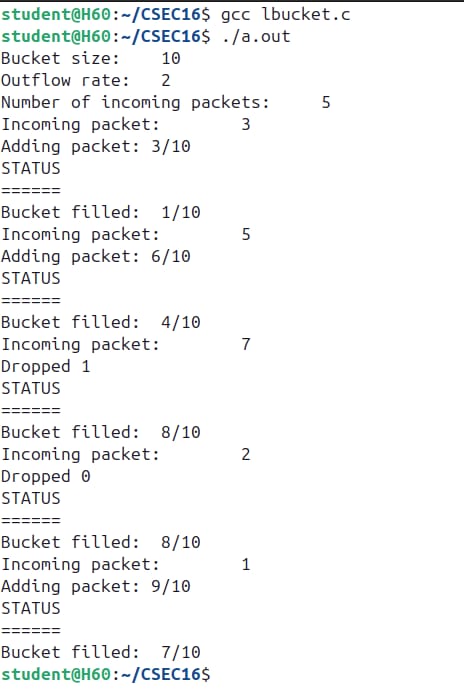 student@H60:~/CSEC16$ gcc lbucket.c
student@H60:~/CSEC16$ ./a.out
Bucket size:    10
Outflow rate:   2
Number of incoming packets:     5
Incoming packet:        3
Adding packet: 3/10
STATUS
======
Bucket filled:  1/10
Incoming packet:        5
Adding packet: 6/10
STATUS
======
Bucket filled:  4/10
Incoming packet:        7
Dropped 1
STATUS
======
Bucket filled:  8/10
Incoming packet:        2
Dropped 0
STATUS
======
Bucket filled:  8/10
Incoming packet:        1
Adding packet: 9/10
STATUS
======
Bucket filled:  7/10
student@H60:~/CSEC16$